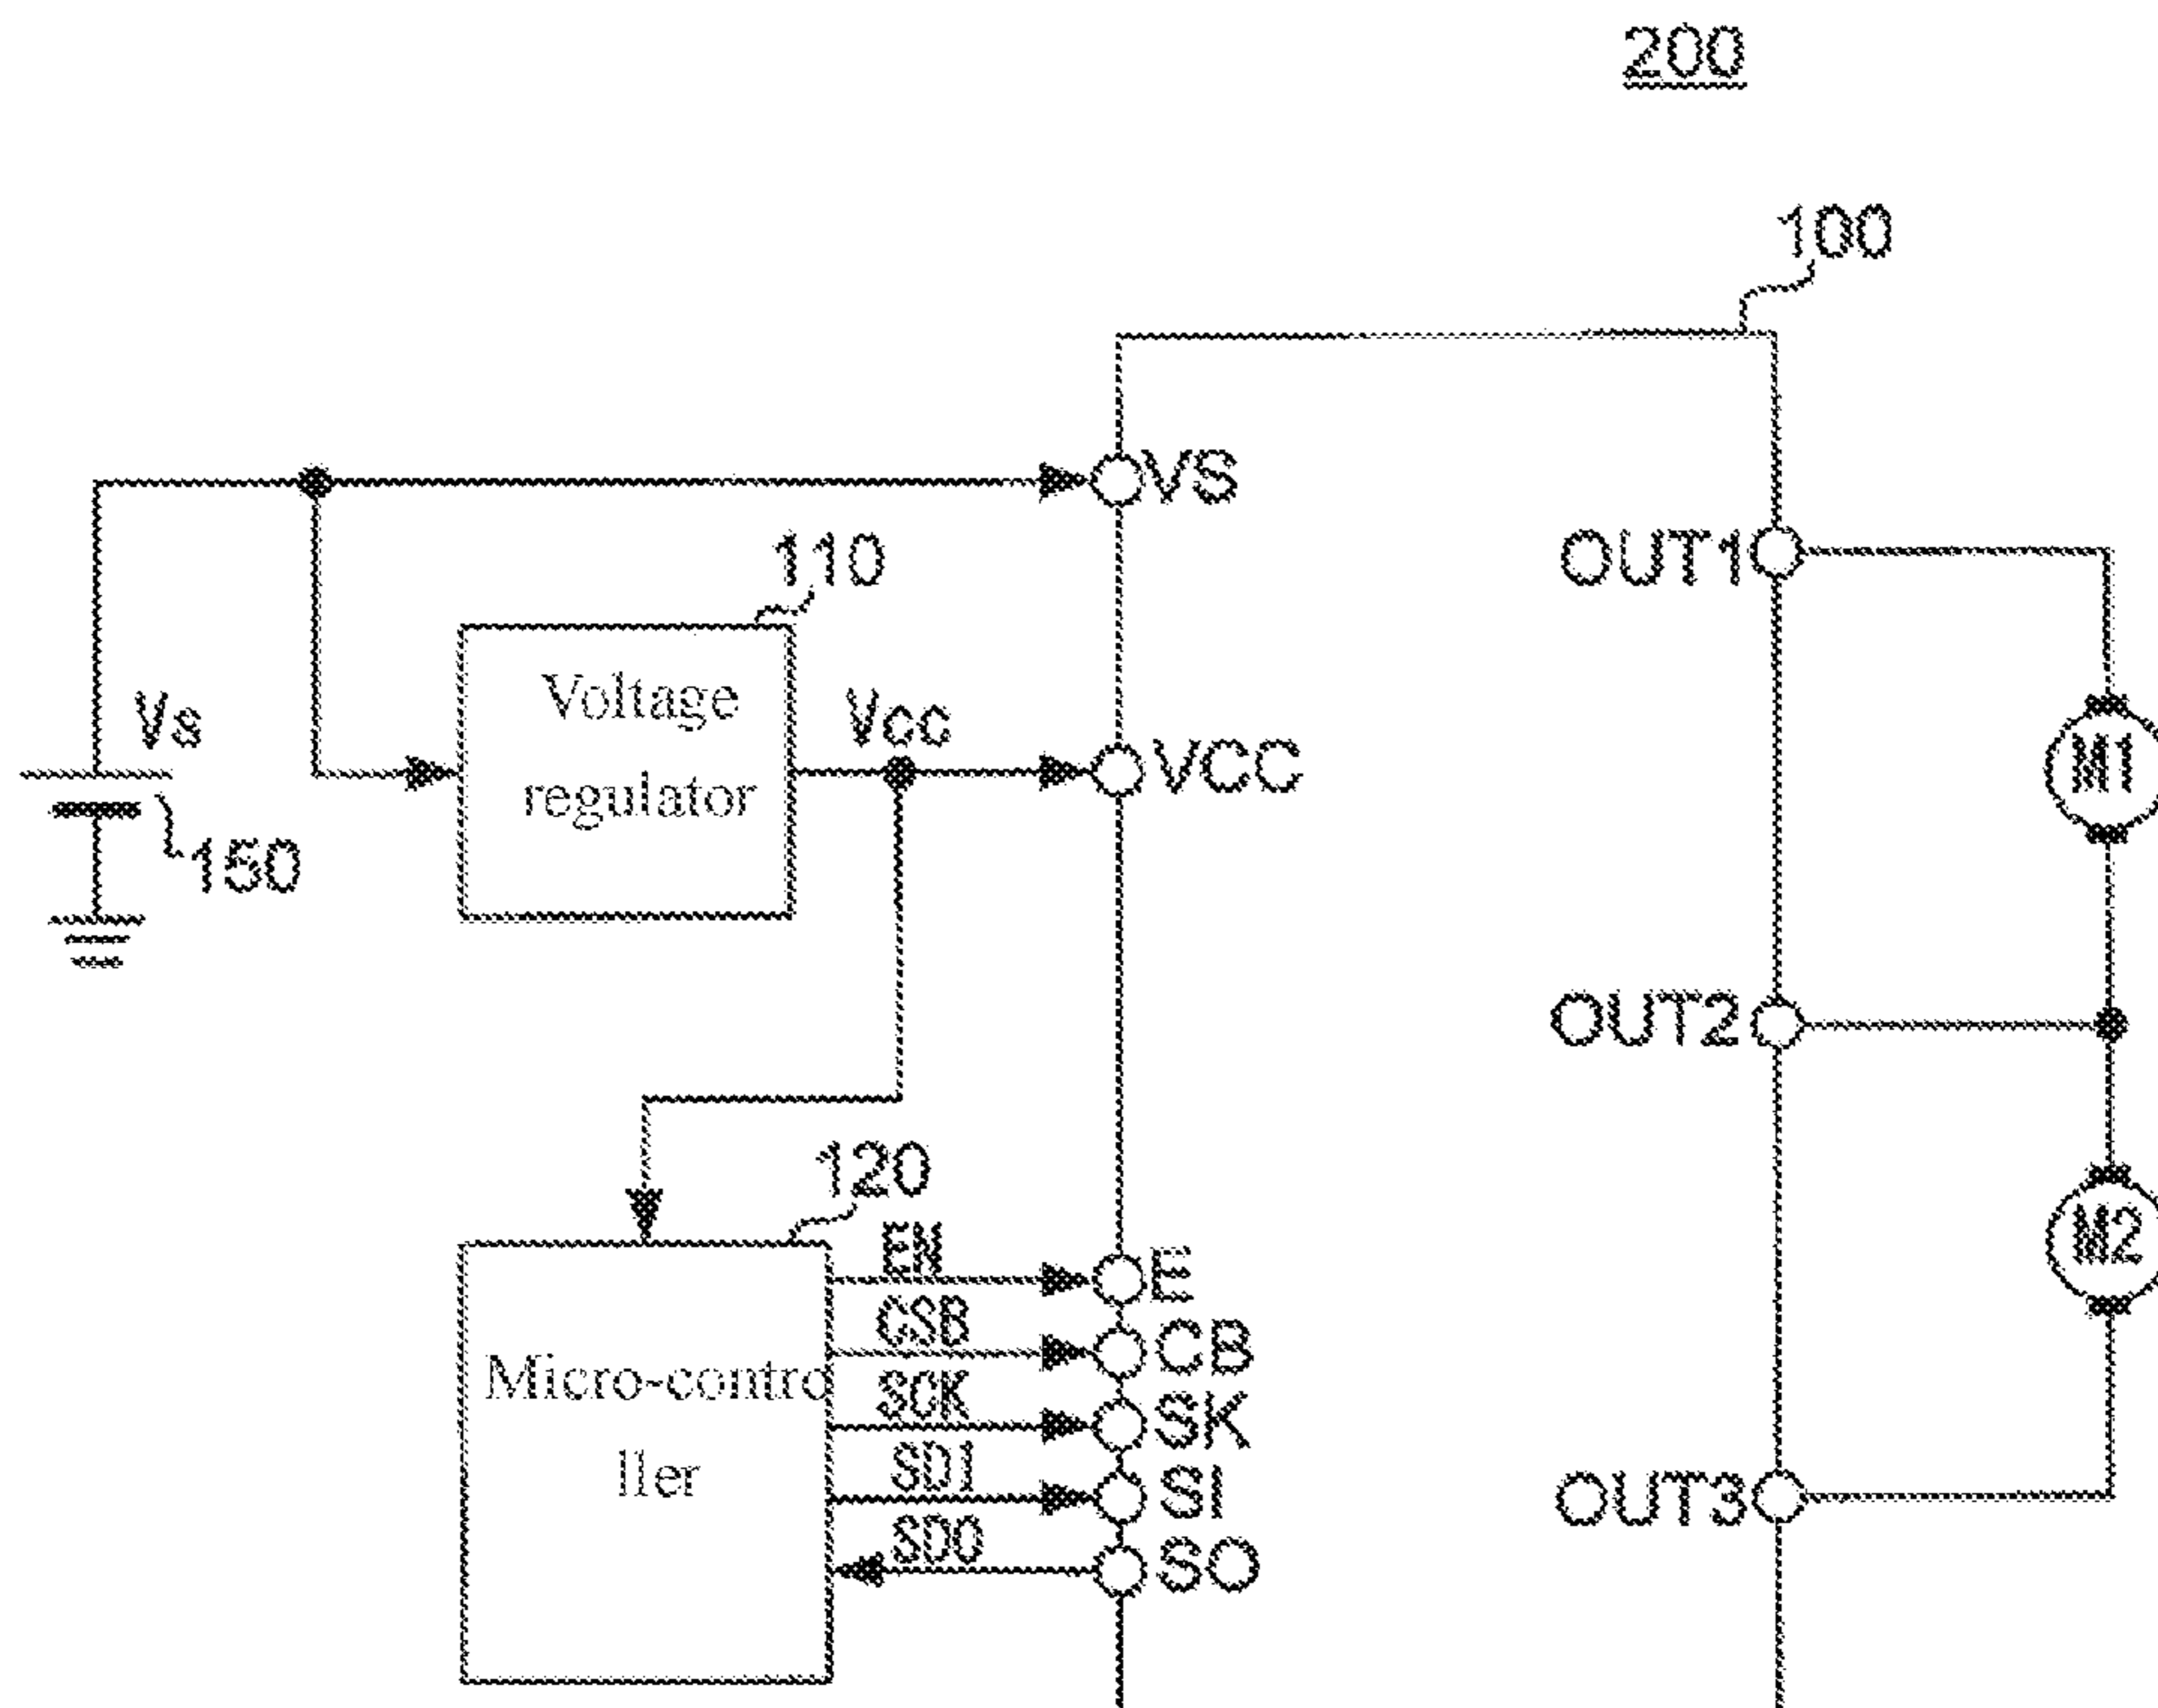 200
100
VS
110
OUT1
Voltage
regulator
Vs
Vcc
VCC
M1
150
OUT2
120
EN
E
M2
CSB
CB
Micro-contro
ller
SCK
SK
SDI
SI
OUT3
SDO
SO